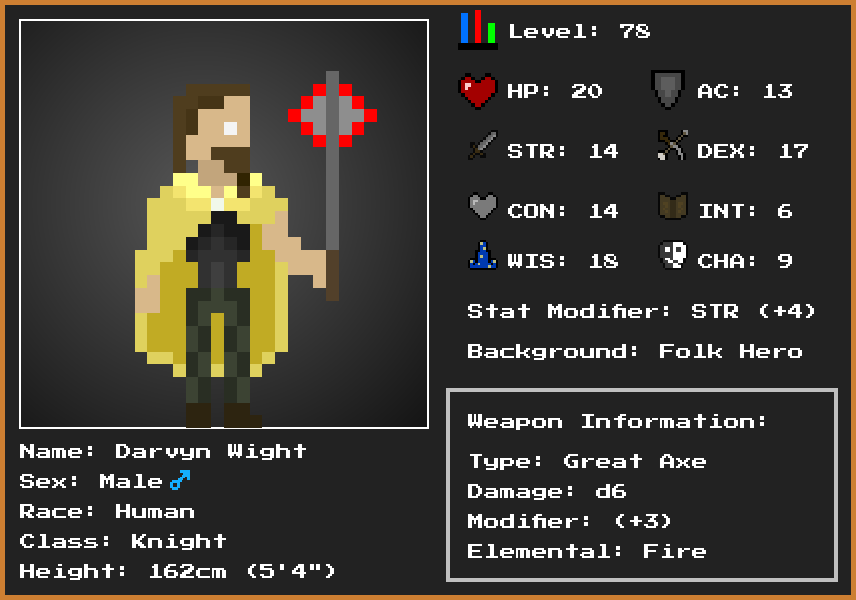 Level: 78
HP: 20
AC: 13
STR: 14
DEX: 17
CON: 14
INT: 6
WIS: 18
CHA: 9
Stat Modifier: STR (+4)
Background: Folk Hero
Weapon Information:
Type: Great Axe
Damage: d6
Modifier: (+3)
Elemental: Fire
Name: Darvyn Wight
Sex: Male♂
Race: Human
Class: Knight
Height: 162cm (5'4")